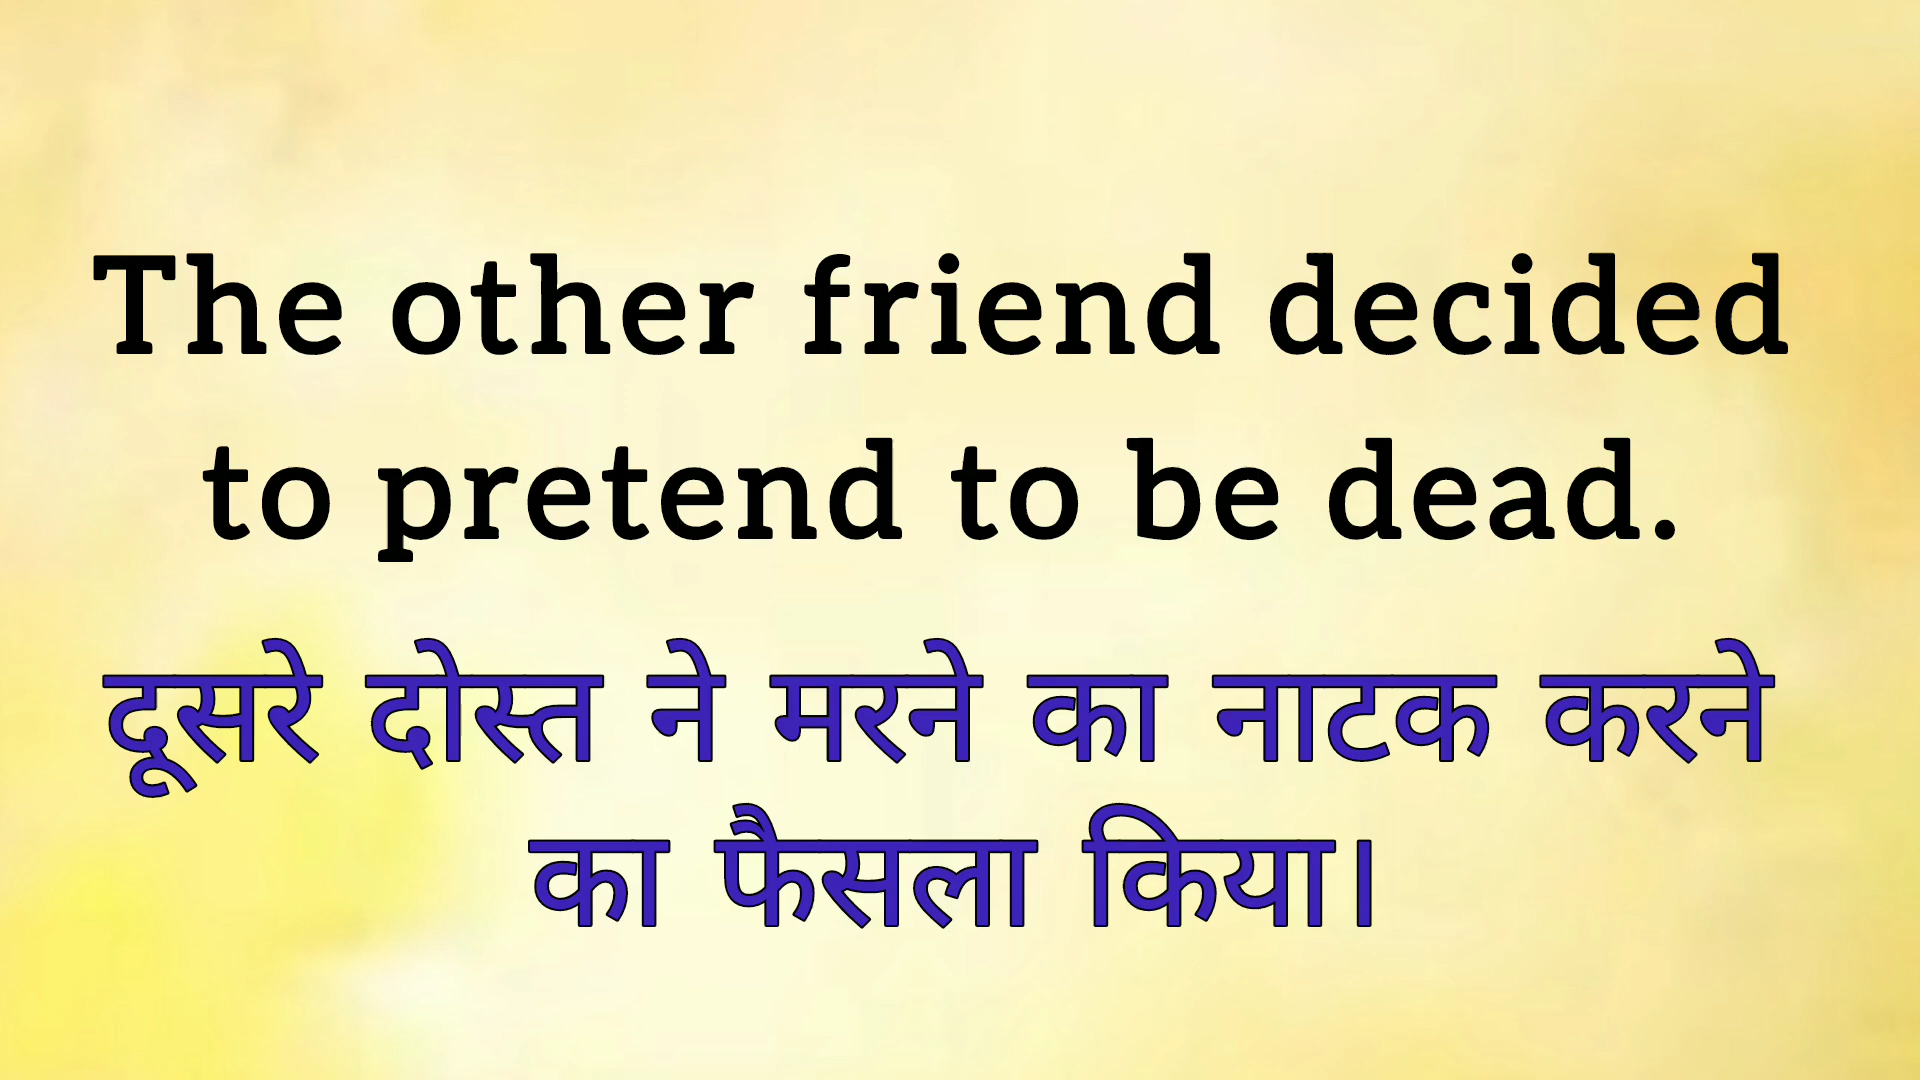 The other friend decided
to pretend to be dead.
दूसरे दोस्त ने मरने का नाटक करने
का फैसला किया।